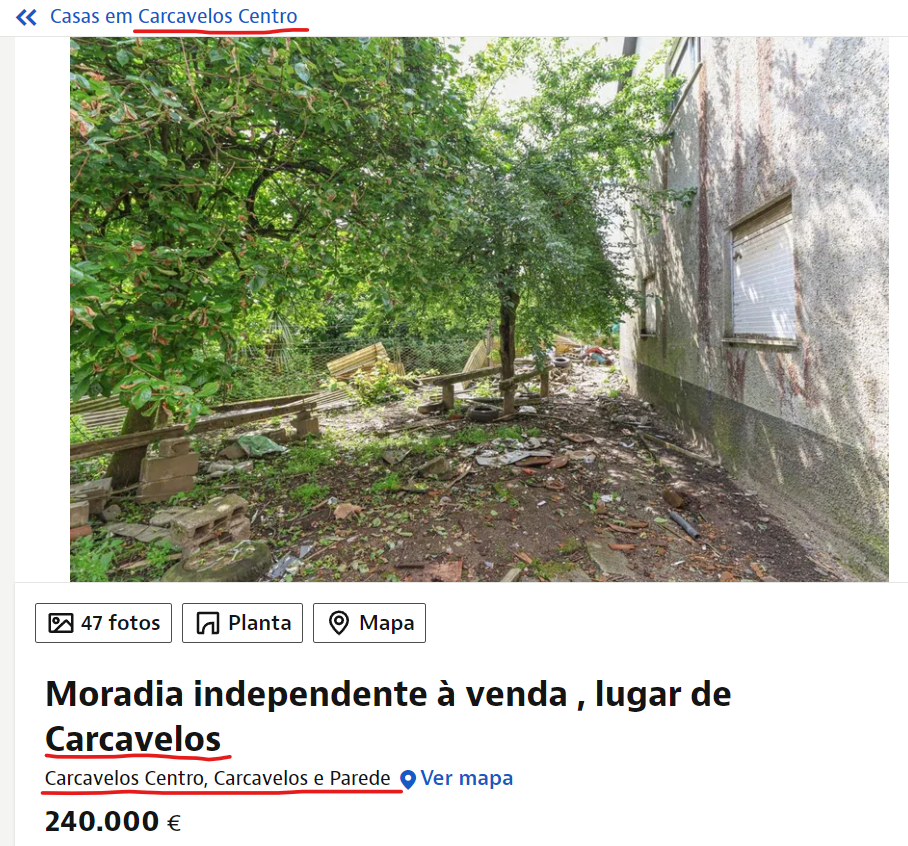 Casas em Carcavelos Centro
47 fotos
Planta
Mapa
Moradia independente à venda , lugar de
Carcavelos
Carcavelos Centro, Carcavelos e Parede Ver mapa
240.000 €